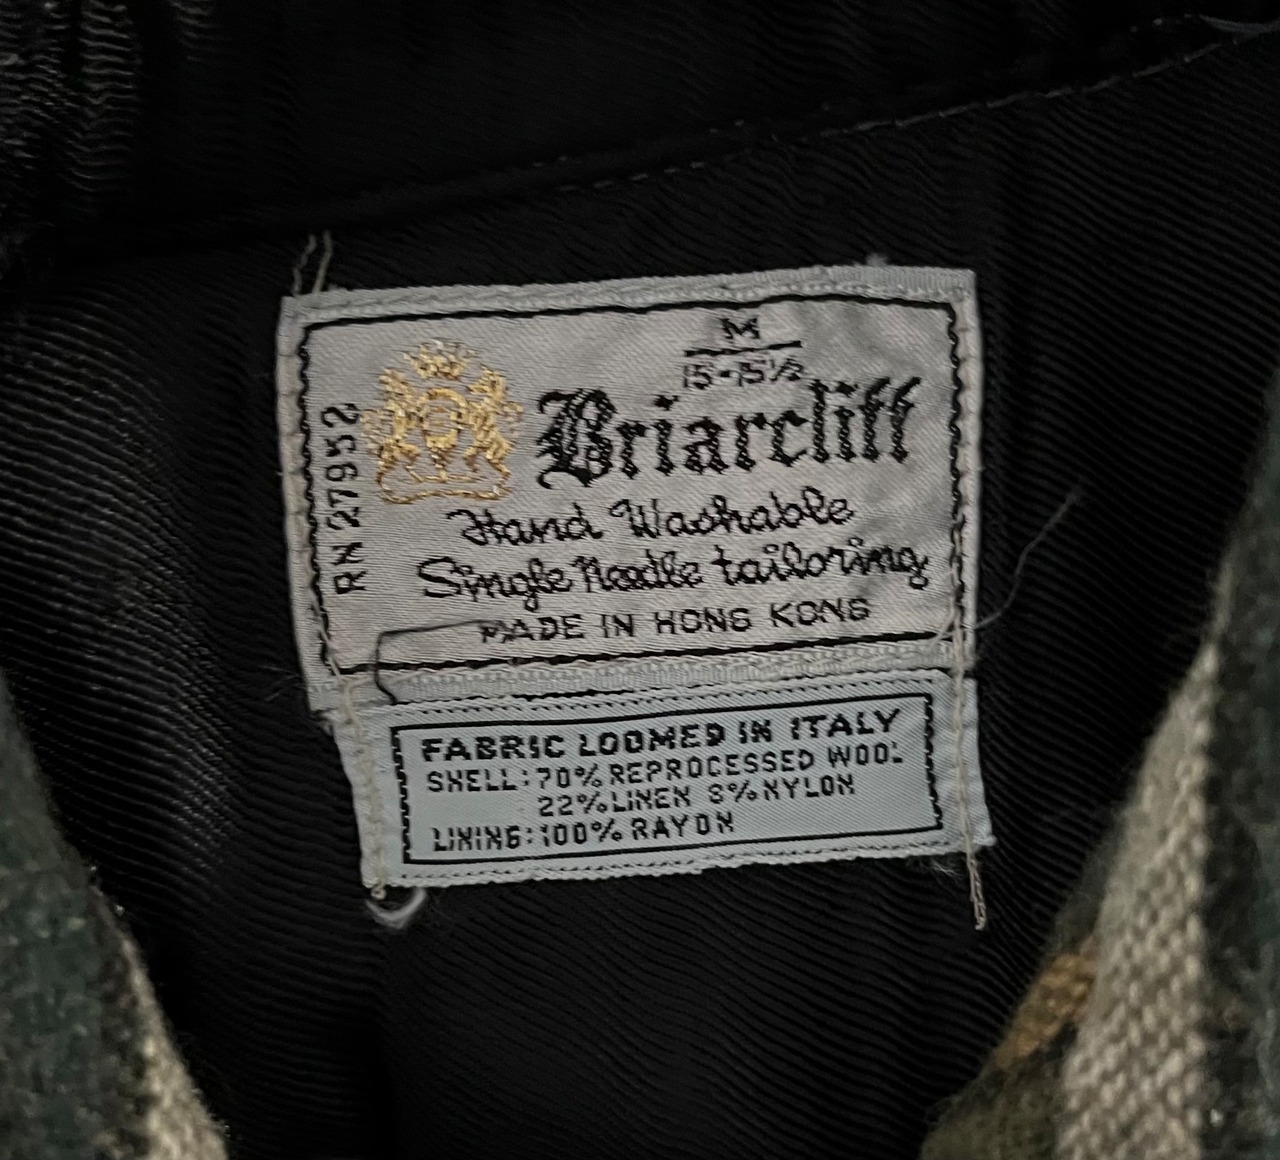 M
15-15½
Briarcliff
RN 27952
Hand Washable
Single Needle tailoring
MADE IN HONG KONG
FABRIC LOOMED IN ITALY
SHELL: 70% REPROCESSED WOOL
22% LINEN 8% NYLON
LINING: 100% RAYON